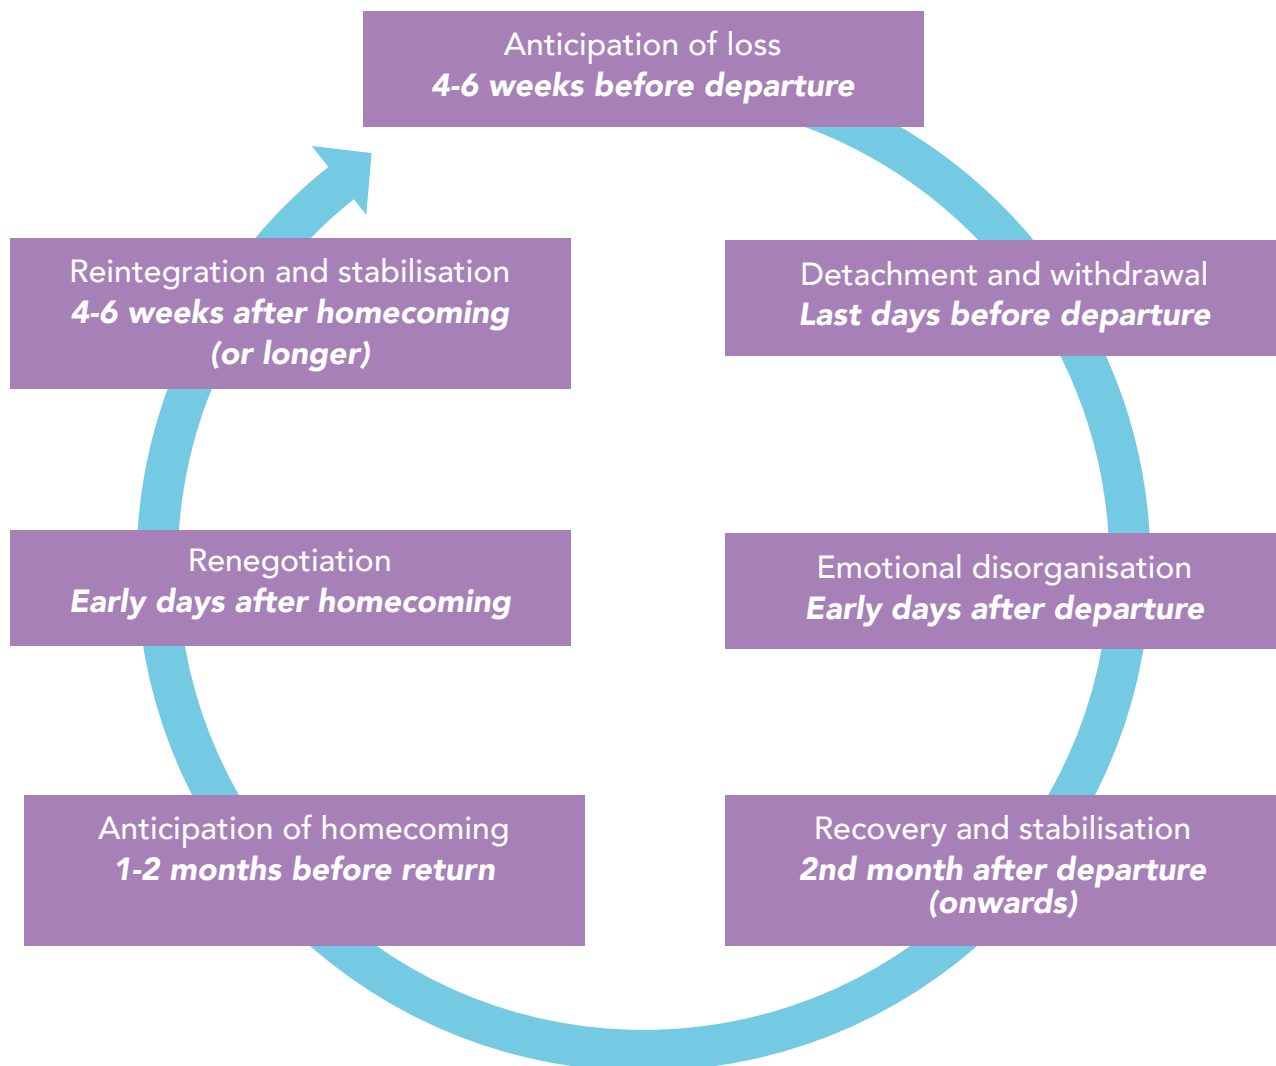 Anticipation of loss
4-6 weeks before departure
Detachment and withdrawal
Last days before departure
Emotional disorganisation
Early days after departure
Recovery and stabilisation
2nd month after departure
(onwards)
Anticipation of homecoming
1-2 months before return
Renegotiation
Early days after homecoming
Reintegration and stabilisation
4-6 weeks after homecoming
(or longer)